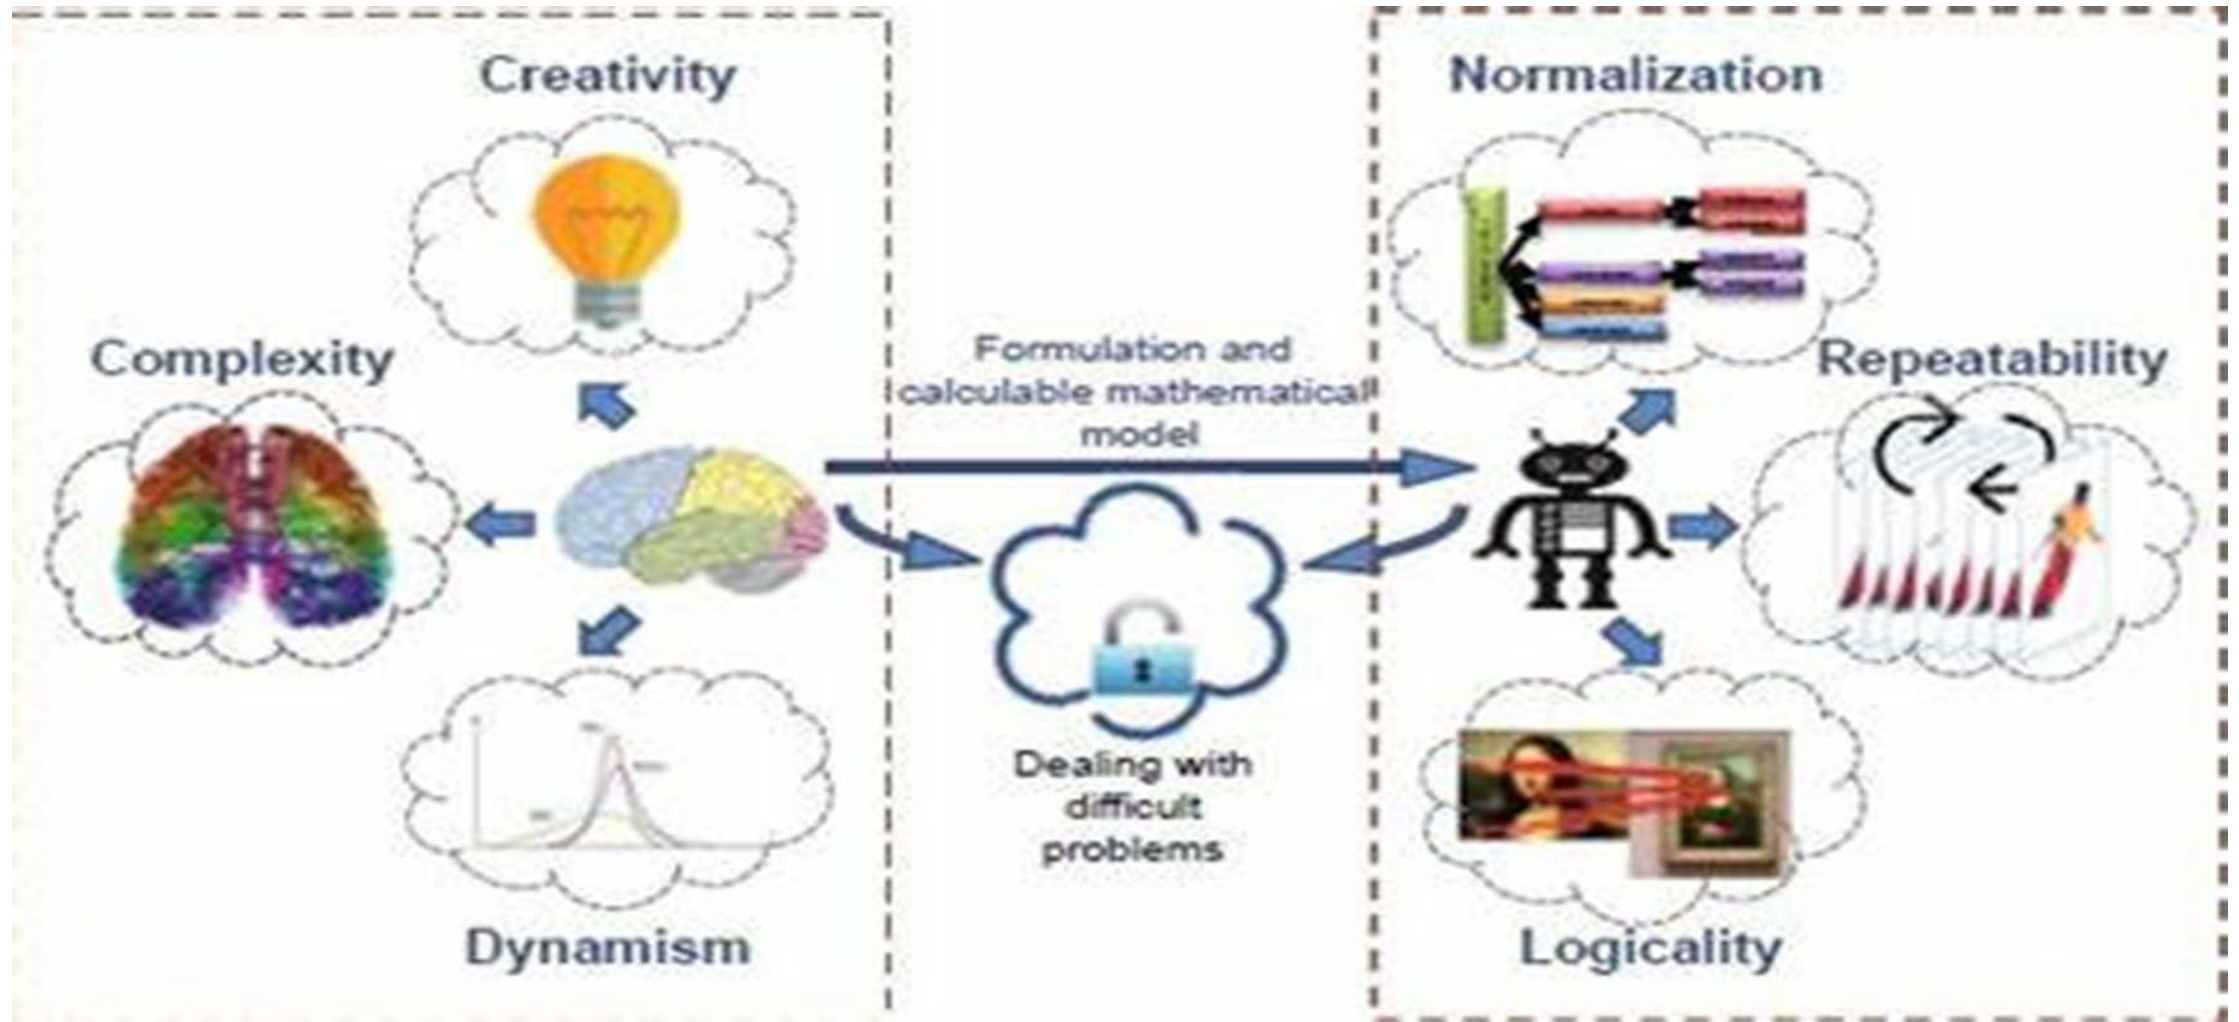 Creativity
Complexity
Dynamism
Formulation and
calculable mathematical
model
Dealing with
difficult
problems
Normalization
Repeatability
Logicality